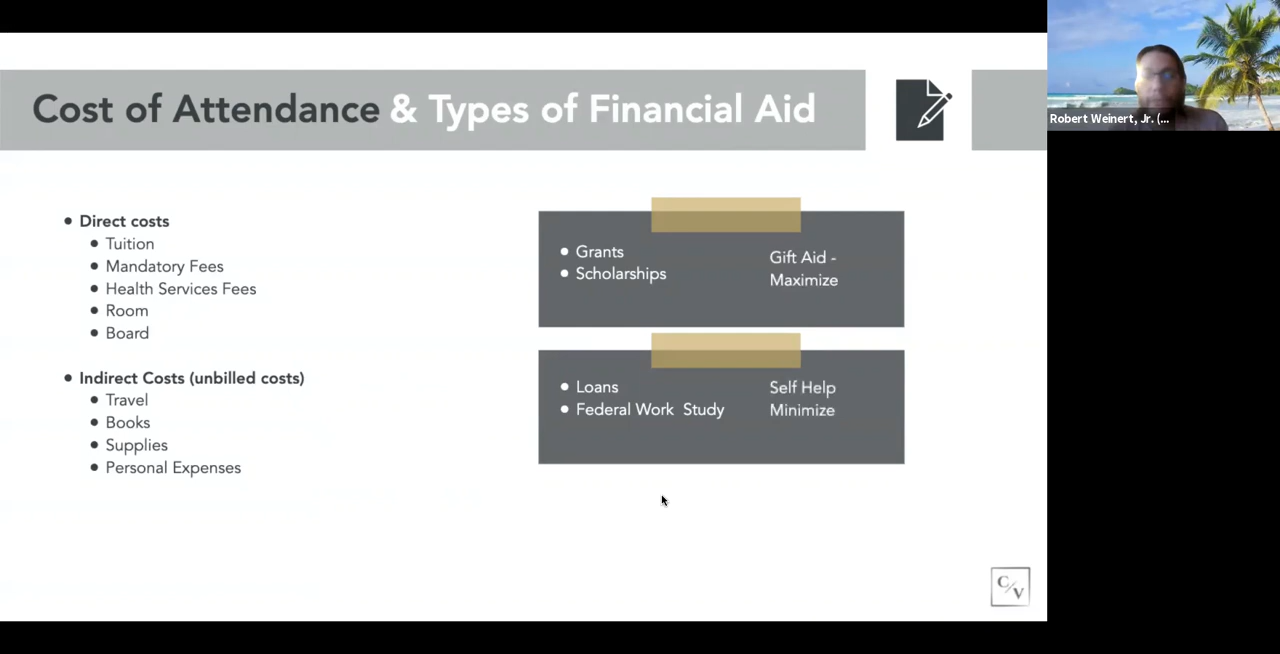 Cost of Attendance & Types of Financial Aid
Robert Weinert, Jr. (...
Direct costs
Tuition
Mandatory Fees
Health Services Fees
Room
Board
Indirect Costs (unbilled costs)
Travel
Books
Supplies
Personal Expenses
Grants
Scholarships
Gift Aid -
Maximize
Loans
Federal Work Study
Self Help
Minimize
C/V